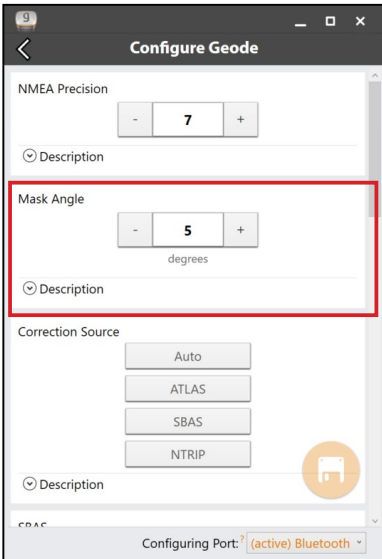 g
Configure Geode
NMEA Precision
- 7 +
Description
Mask Angle
- 5 +
degrees
Description
Correction Source
Auto
ATLAS
SBAS
NTRIP
Description
SBAS
Configuring Port:? (active) Bluetooth